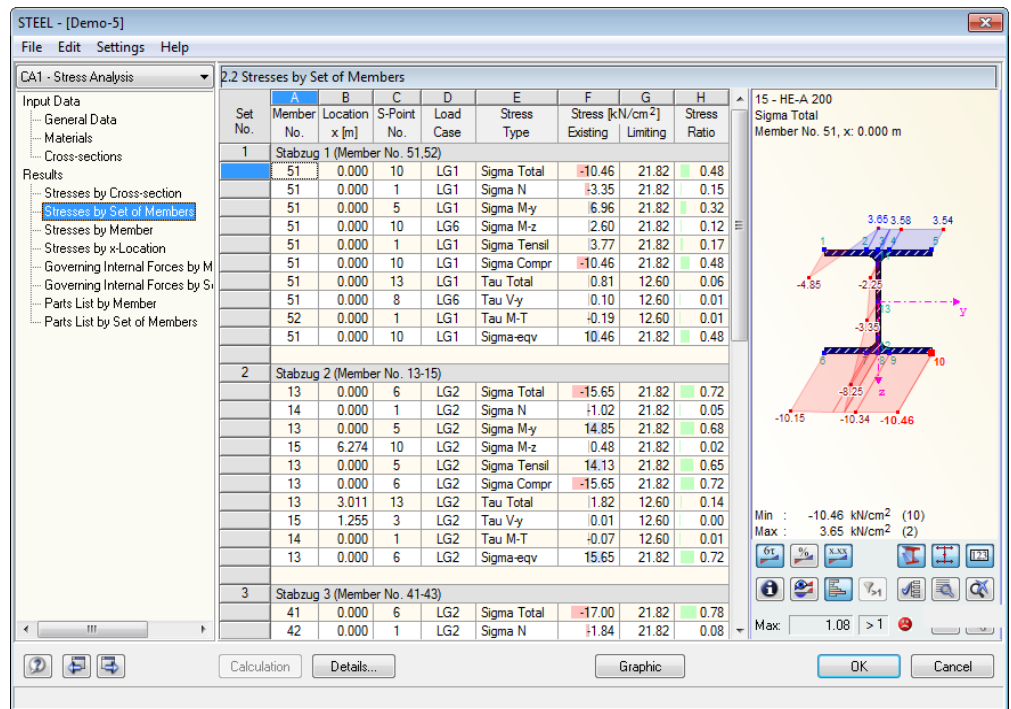 STEEL - [Demo-5]
File Edit Settings Help
CA1 - Stress Analysis
Input Data
General Data
Materials
Cross-sections
Results
Stresses by Cross-section
Stresses by Set of Members
Stresses by Member
Stresses by x-Location
Governing Internal Forces by M
Governing Internal Forces by S
Parts List by Member
Parts List by Set of Members
2.2 Stresses by Set of Members
A B C D E F G H
Set Member Location S-Point Load Stress Stress [kN/cm²] Stress
No. No. x [m] No. Case Type Existing Limiting Ratio
1 Stabzug 1 (Member No. 51,52)
51 0.000 10 LG1 Sigma Total -10.46 21.82 0.48
51 0.000 1 LG1 Sigma N -3.35 21.82 0.15
51 0.000 5 LG1 Sigma M-y 6.96 21.82 0.32
51 0.000 10 LG6 Sigma M-z 2.60 21.82 0.12
51 0.000 1 LG1 Sigma Tensil 3.77 21.82 0.17
51 0.000 10 LG1 Sigma Compr -10.46 21.82 0.48
51 0.000 13 LG1 Tau Total 0.81 12.60 0.06
51 0.000 8 LG6 Tau V-y 0.10 12.60 0.01
52 0.000 1 LG1 Tau M-T -0.19 12.60 0.01
51 0.000 10 LG1 Sigma-eqv 10.46 21.82 0.48
2 Stabzug 2 (Member No. 13-15)
13 0.000 6 LG2 Sigma Total -15.65 21.82 0.72
14 0.000 1 LG2 Sigma N -1.02 21.82 0.05
13 0.000 5 LG2 Sigma M-y 14.85 21.82 0.68
15 6.274 10 LG2 Sigma M-z 0.48 21.82 0.02
13 0.000 5 LG2 Sigma Tensil 14.13 21.82 0.65
13 0.000 6 LG2 Sigma Compr -15.65 21.82 0.72
13 3.011 13 LG2 Tau Total 1.82 12.60 0.14
15 1.255 3 LG2 Tau V-y 0.01 12.60 0.00
14 0.000 1 LG2 Tau M-T -0.07 12.60 0.01
13 0.000 6 LG2 Sigma-eqv 15.65 21.82 0.72
3 Stabzug 3 (Member No. 41-43)
41 0.000 6 LG2 Sigma Total -17.00 21.82 0.78
42 0.000 1 LG2 Sigma N -1.84 21.82 0.08
15 - HE-A 200
Sigma Total
Member No. 51, x: 0.000 m
3.65 3.58 3.54
1 2 3 4 5
-4.85 -2.25
13
y
-3.35
6 8 9 10
-8.25 z
-10.15 -10.34 -10.46
Min : -10.46 kN/cm² (10)
Max : 3.65 kN/cm² (2)
στ % x.xx 123
>1
Max: 1.08 > 1
Calculation Details... Graphic OK Cancel